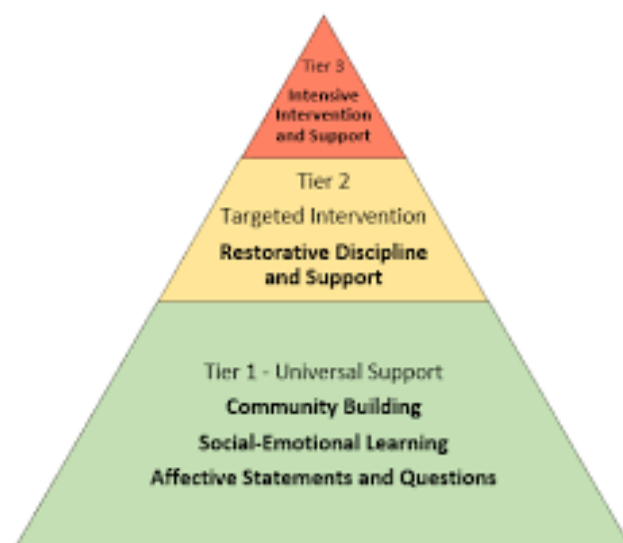 Tier 3
Intensive
Intervention
and Support
Tier 2
Targeted Intervention
Restorative Discipline
and Support
Tier 1 - Universal Support
Community Building
Social-Emotional Learning
Affective Statements and Questions